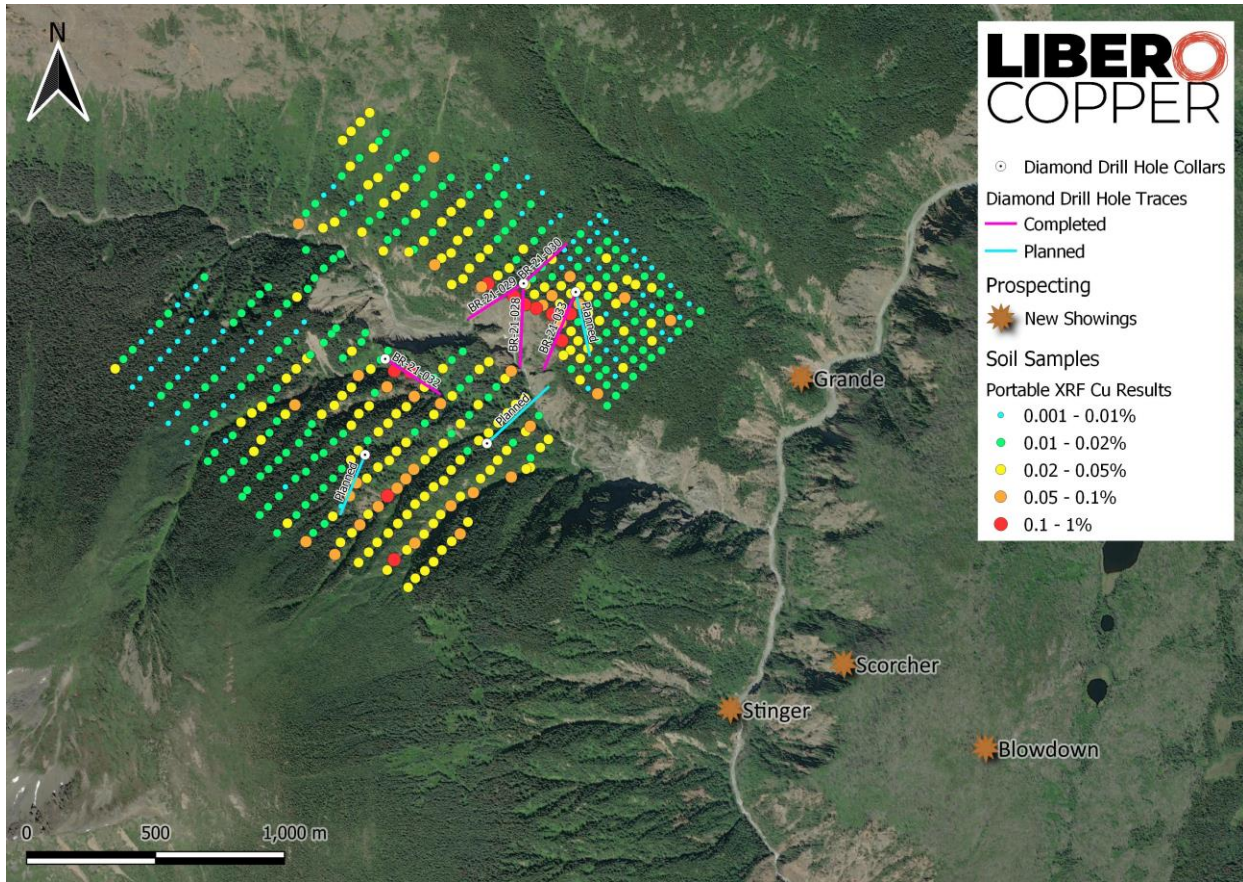 N
LIBERO
COPPER
Diamond Drill Hole Collars
Diamond Drill Hole Traces
Completed
Planned
Prospecting
New Showings
Soil Samples
Portable XRF Cu Results
0.001 - 0.01%
0.01 - 0.02%
0.02 - 0.05%
0.05 - 0.1%
0.1 - 1%
BR-21-030
BR-21-029
BR-21-028
BR-21-033
Planned
BR-21-032
Planned
Planned
Grande
Scorcher
Stinger
Blowdown
0 500 1,000 m